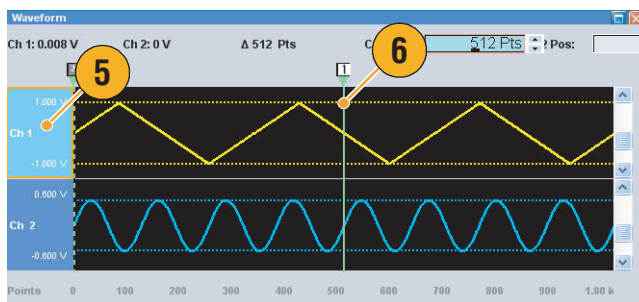 Waveform
Ch 1: 0.008 V Ch 2: 0 V Δ 512 Pts 512 Pts 2 Pos:
5
6
1
1.000 V
Ch 1
-1.000 V
0.600 V
Ch 2
-0.600 V
Points 0 100 200 300 400 500 600 700 800 900 1.00 k